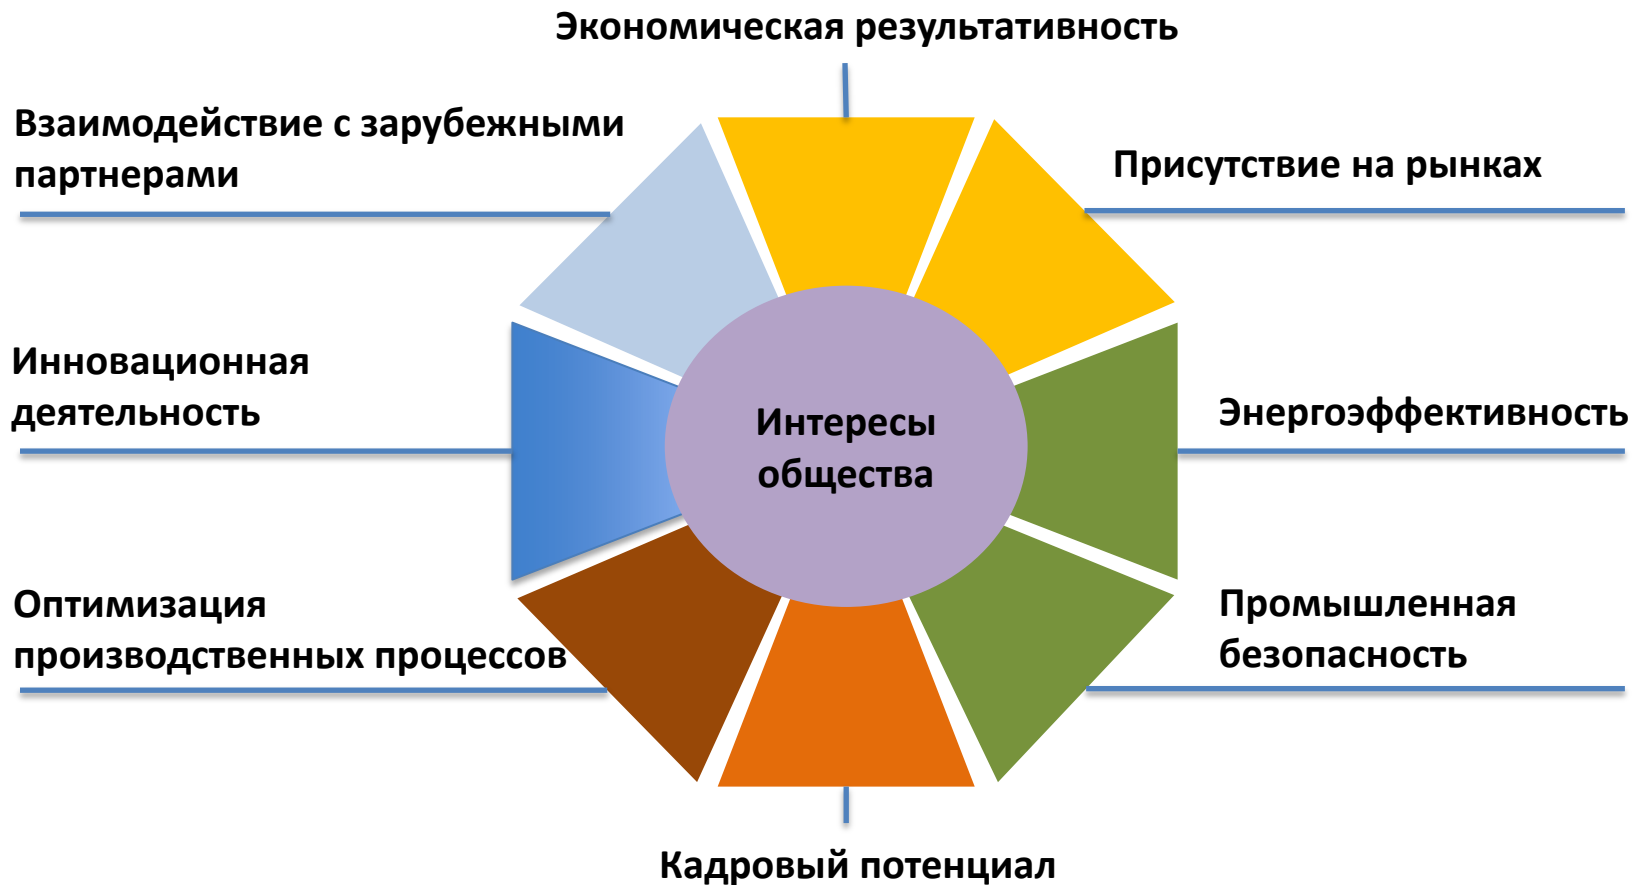 Экономическая результативность
Взаимодействие с зарубежными
партнерами
Присутствие на рынках
Инновационная
деятельность
Интересы
общества
Энергоэффективность
Оптимизация
производственных процессов
Промышленная
безопасность
Кадровый потенциал